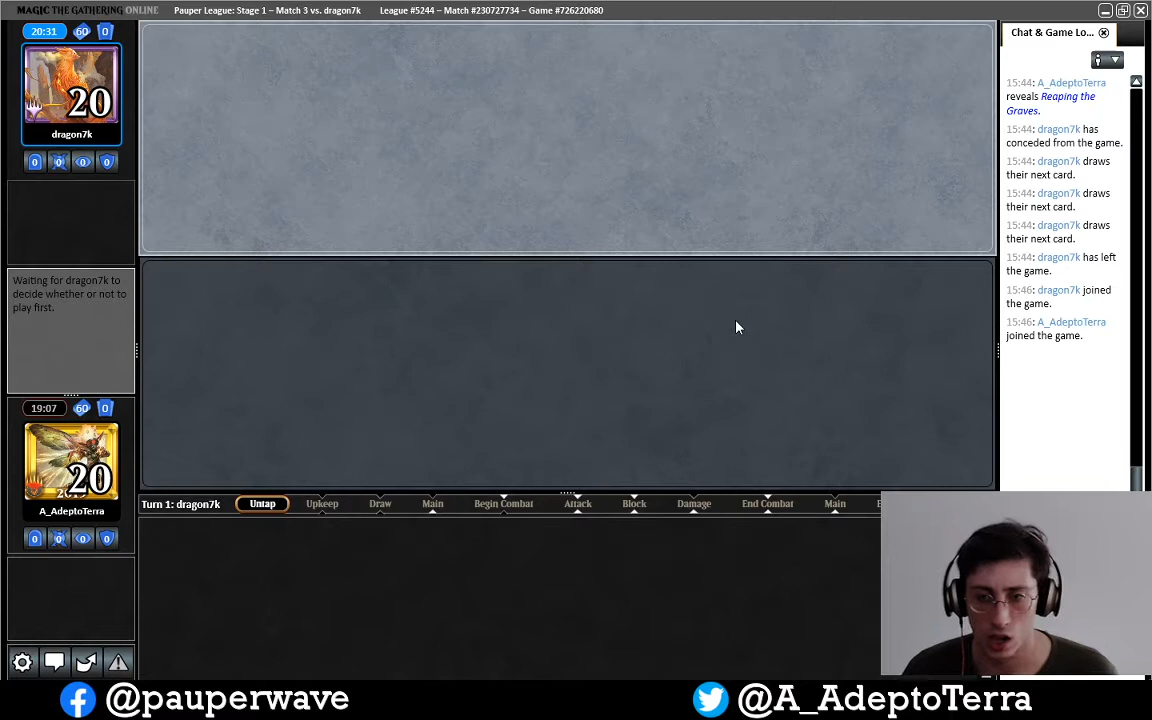 MAGIC THE GATHERING ONLINE Pauper League: Stage 1 – Match 3 vs. dragon7k League #5244 – Match #230727734 – Game #726220680
20:31 60 0
20
dragon7k
0 0 0 0
Waiting for dragon7k to
decide whether or not to
play first.
19:07 60 0
20
A_AdeptoTerra
0 0 0 0
Turn 1: dragon7k Untap Upkeep Draw Main Begin Combat Attack Block Damage End Combat Main
Chat & Game Lo...
15:44: A_AdeptoTerra
reveals Reaping the
Graves.
15:44: dragon7k has
conceded from the game.
15:44: dragon7k draws
their next card.
15:44: dragon7k draws
their next card.
15:44: dragon7k draws
their next card.
15:44: dragon7k has left
the game.
15:46: dragon7k joined
the game.
15:46: A_AdeptoTerra
joined the game.
@pauperwave @A_AdeptoTerra